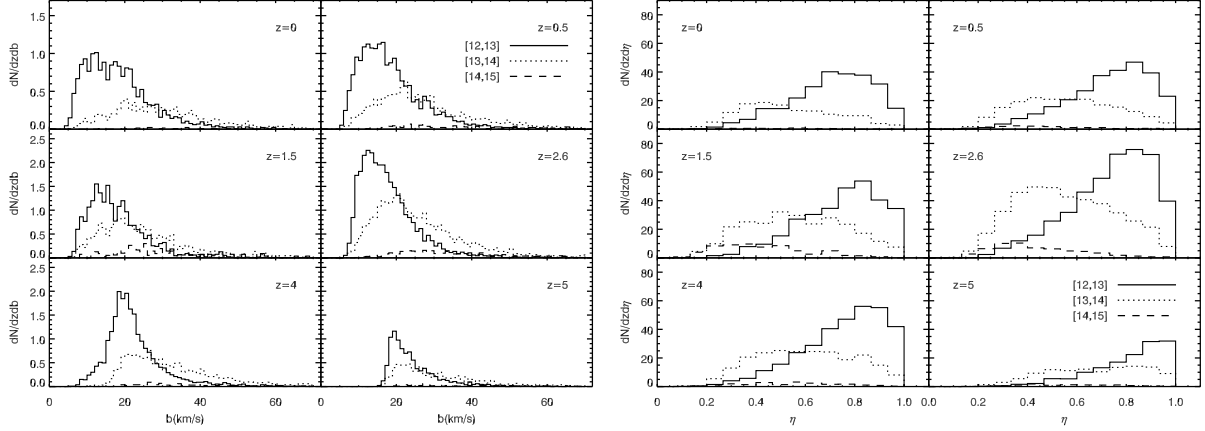 1.5
1.0
0.5
0.0
dN/dzdb
z=0
z=0.5
[12,13]
[13,14]
[14,15]
2.5
2.0
1.5
1.0
0.5
0.0
dN/dzdb
z=1.5
z=2.6
2.5
2.0
1.5
1.0
0.5
0.0
dN/dzdb
z=4
z=5
0 20 40 60 0 20 40 60
b(km/s) b(km/s)
80
60
40
20
0
dN/dzdη
z=0
z=0.5
80
60
40
20
0
dN/dzdη
z=1.5
z=2.6
80
60
40
20
0
dN/dzdη
z=4
z=5
[12,13]
[13,14]
[14,15]
0.0 0.2 0.4 0.6 0.8 1.0 0.0 0.2 0.4 0.6 0.8 1.0
η η